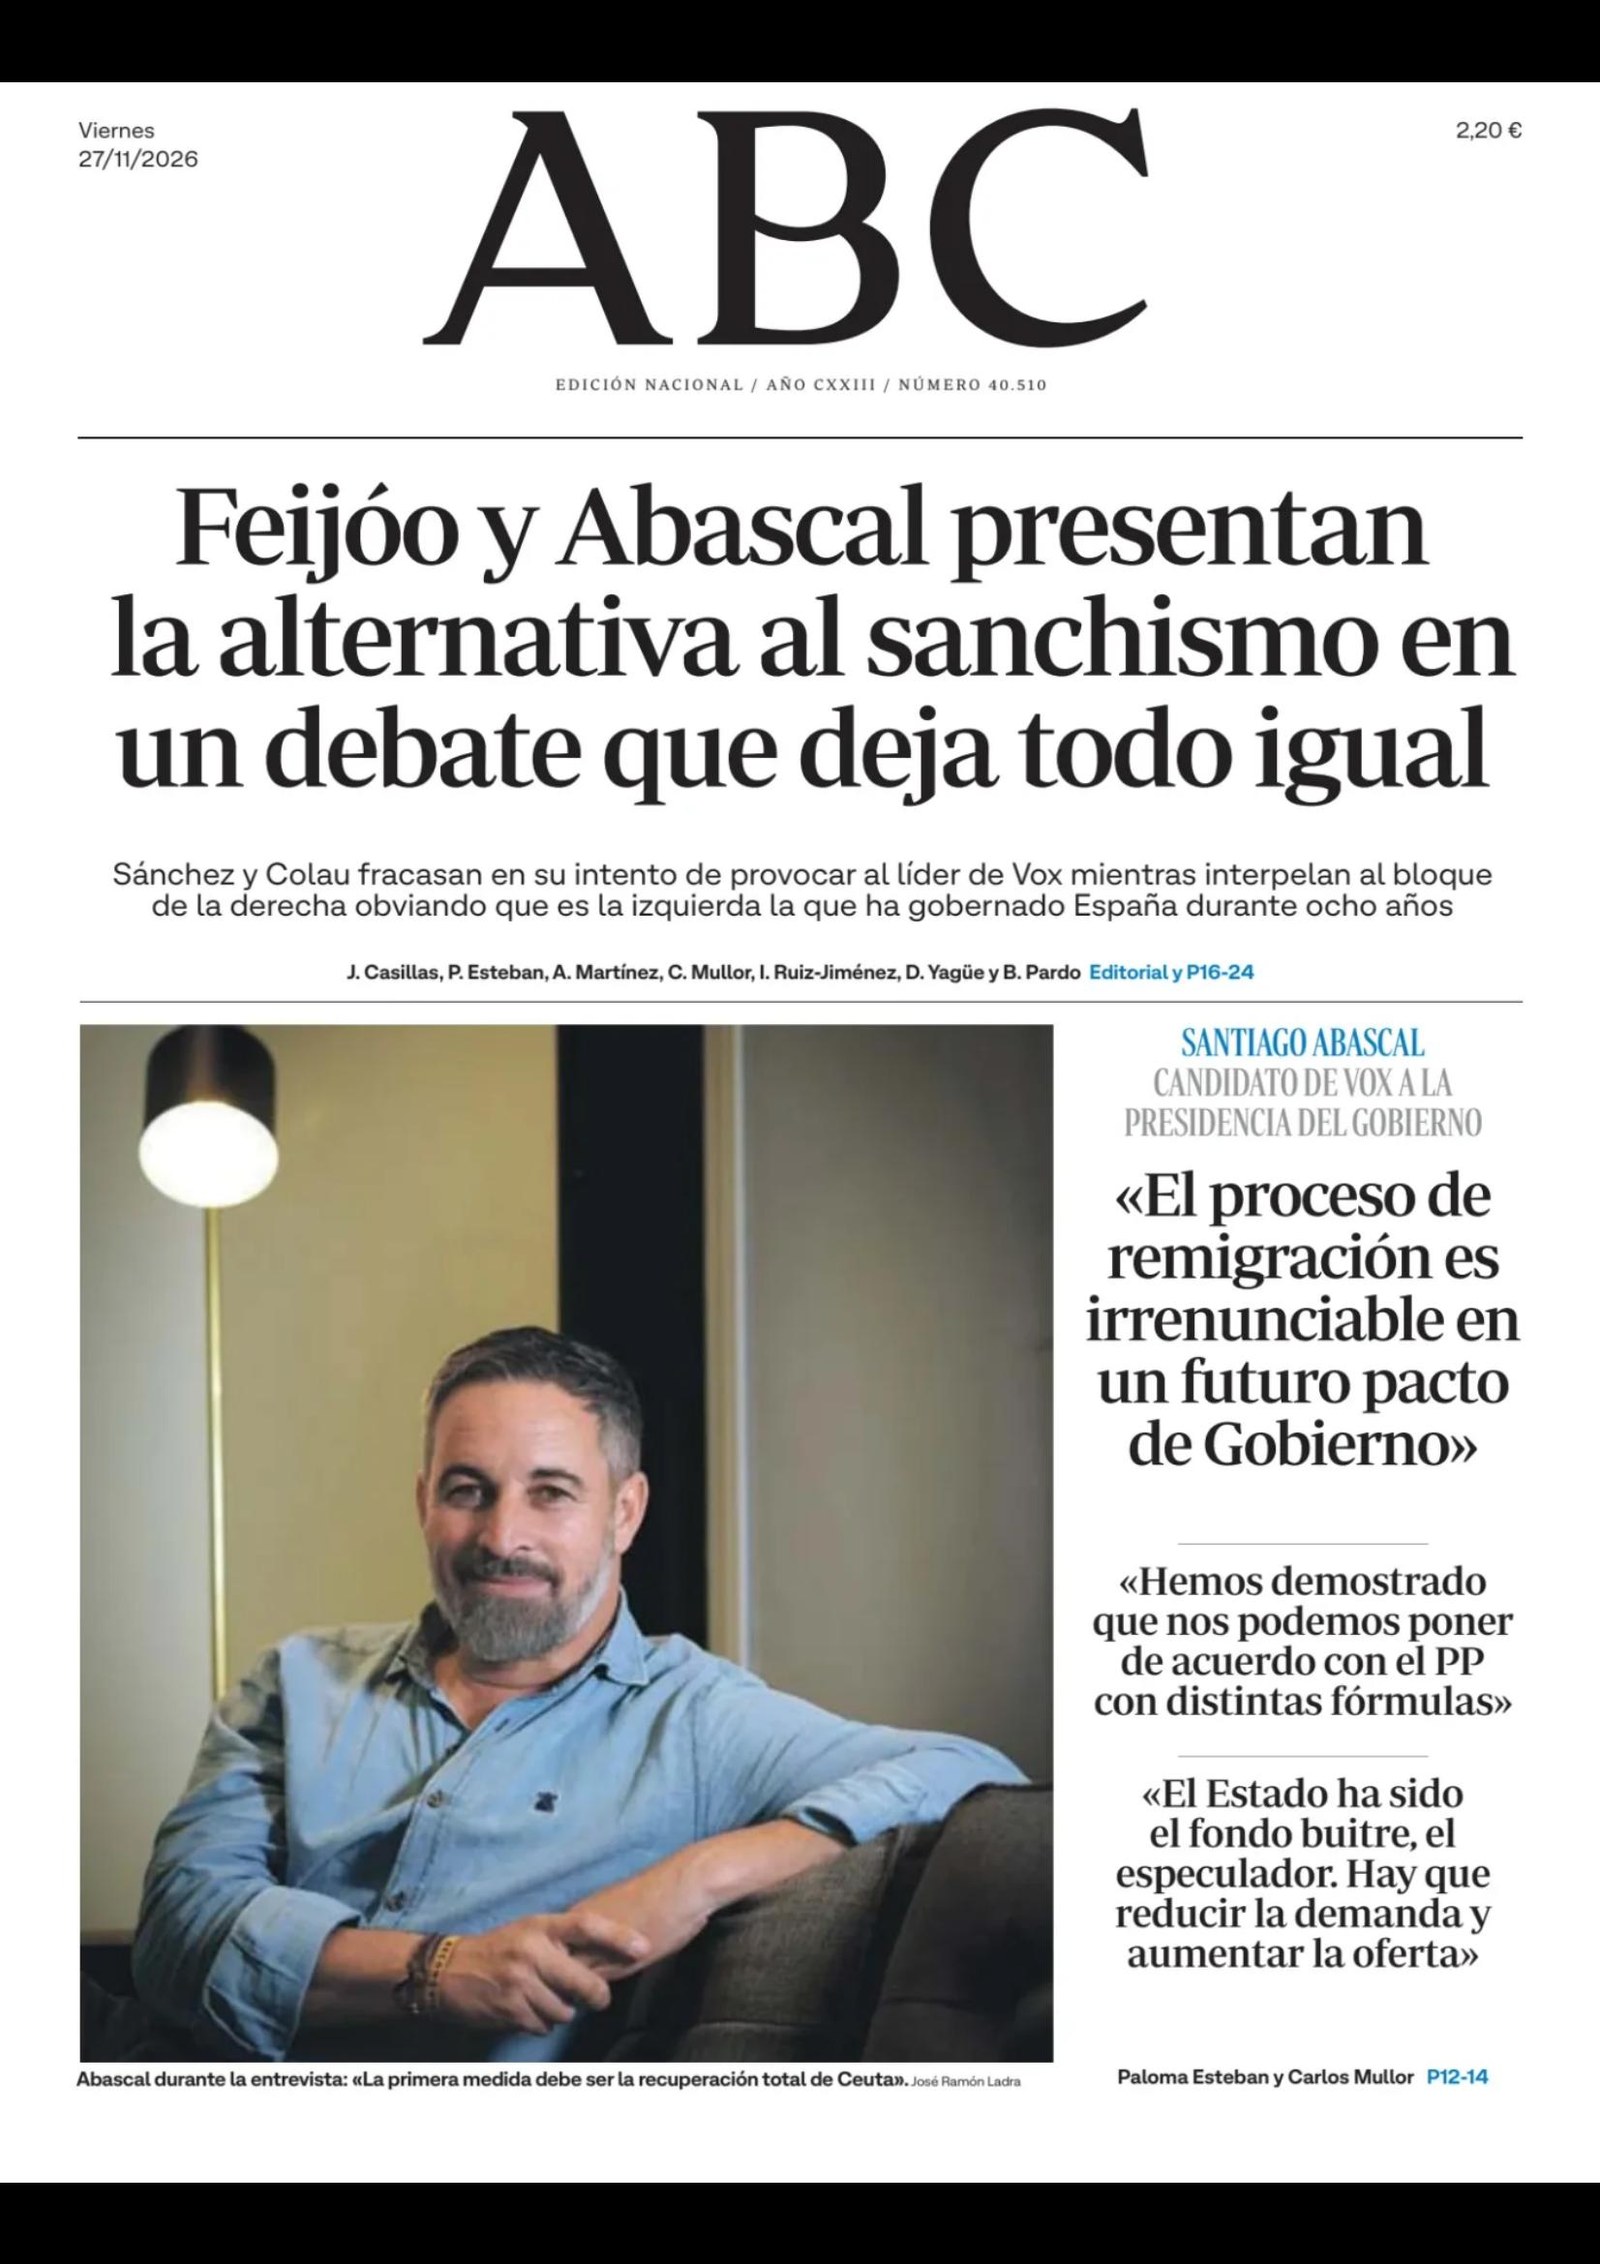 Viernes
27/11/2026
ABC
2,20 €
EDICIÓN NACIONAL / AÑO CXXIII / NÚMERO 40.510
Feijóo y Abascal presentan
la alternativa al sanchismo en
un debate que deja todo igual
Sánchez y Colau fracasan en su intento de provocar al líder de Vox mientras interpelan al bloque
de la derecha obviando que es la izquierda la que ha gobernado España durante ocho años
J. Casillas, P. Esteban, A. Martínez, C. Mullor, I. Ruiz-Jiménez, D. Yagüe y B. Pardo Editorial y P16-24
SANTIAGO ABASCAL
CANDIDATO DE VOX A LA
PRESIDENCIA DEL GOBIERNO
«El proceso de
remigración es
irrenunciable en
un futuro pacto
de Gobierno»
«Hemos demostrado
que nos podemos poner
de acuerdo con el PP
con distintas fórmulas»
«El Estado ha sido
el fondo buitre, el
especulador. Hay que
reducir la demanda y
aumentar la oferta»
Abascal durante la entrevista: «La primera medida debe ser la recuperación total de Ceuta». José Ramón Ladra
Paloma Esteban y Carlos Mullor P12-14